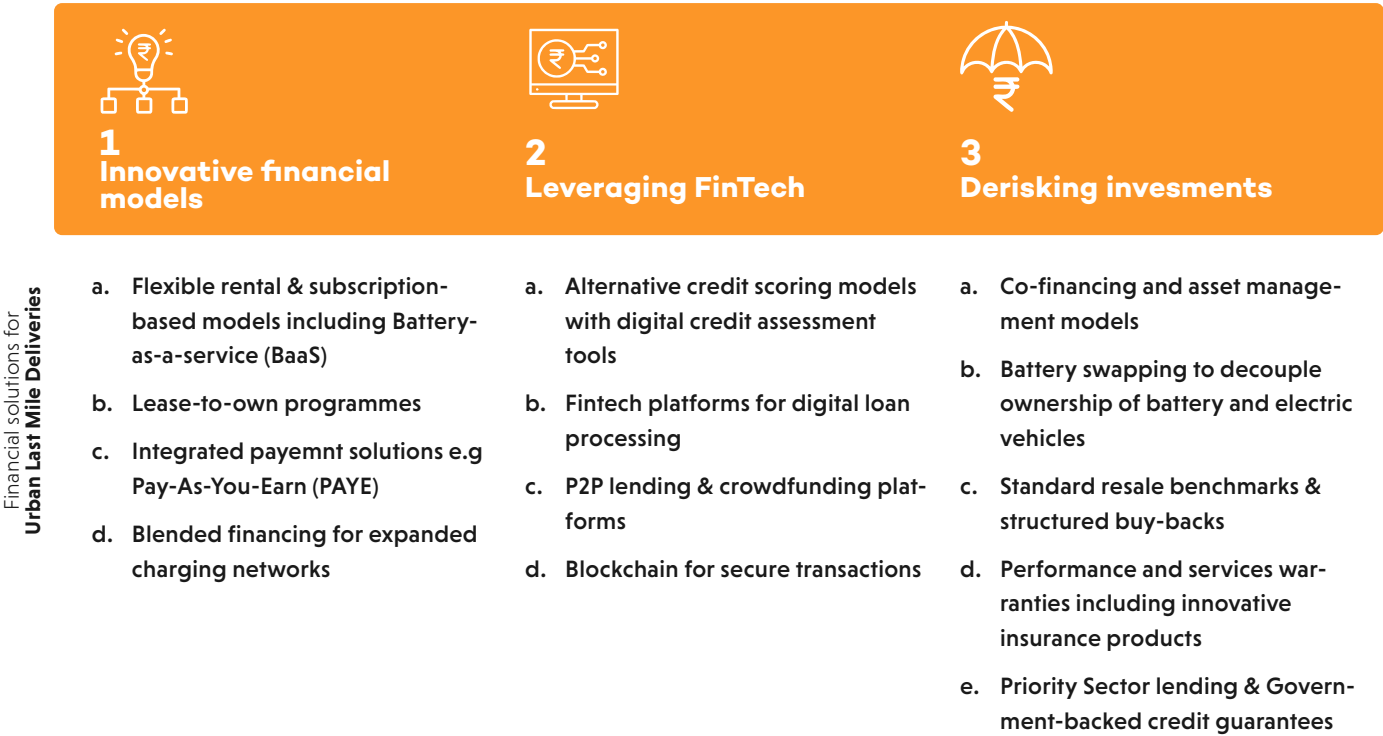 Financial solutions for
Urban Last Mile Deliveries
1
Innovative financial
models
a. Flexible rental & subscription-
based models including Battery-
as-a-service (BaaS)
b. Lease-to-own programmes
c. Integrated payemnt solutions e.g
Pay-As-You-Earn (PAYE)
d. Blended financing for expanded
charging networks
2
Leveraging FinTech
a. Alternative credit scoring models
with digital credit assessment
tools
b. Fintech platforms for digital loan
processing
c. P2P lending & crowdfunding plat-
forms
d. Blockchain for secure transactions
3
Derisking invesments
a. Co-financing and asset manage-
ment models
b. Battery swapping to decouple
ownership of battery and electric
vehicles
c. Standard resale benchmarks &
structured buy-backs
d. Performance and services war-
ranties including innovative
insurance products
e. Priority Sector lending & Govern-
ment-backed credit guarantees